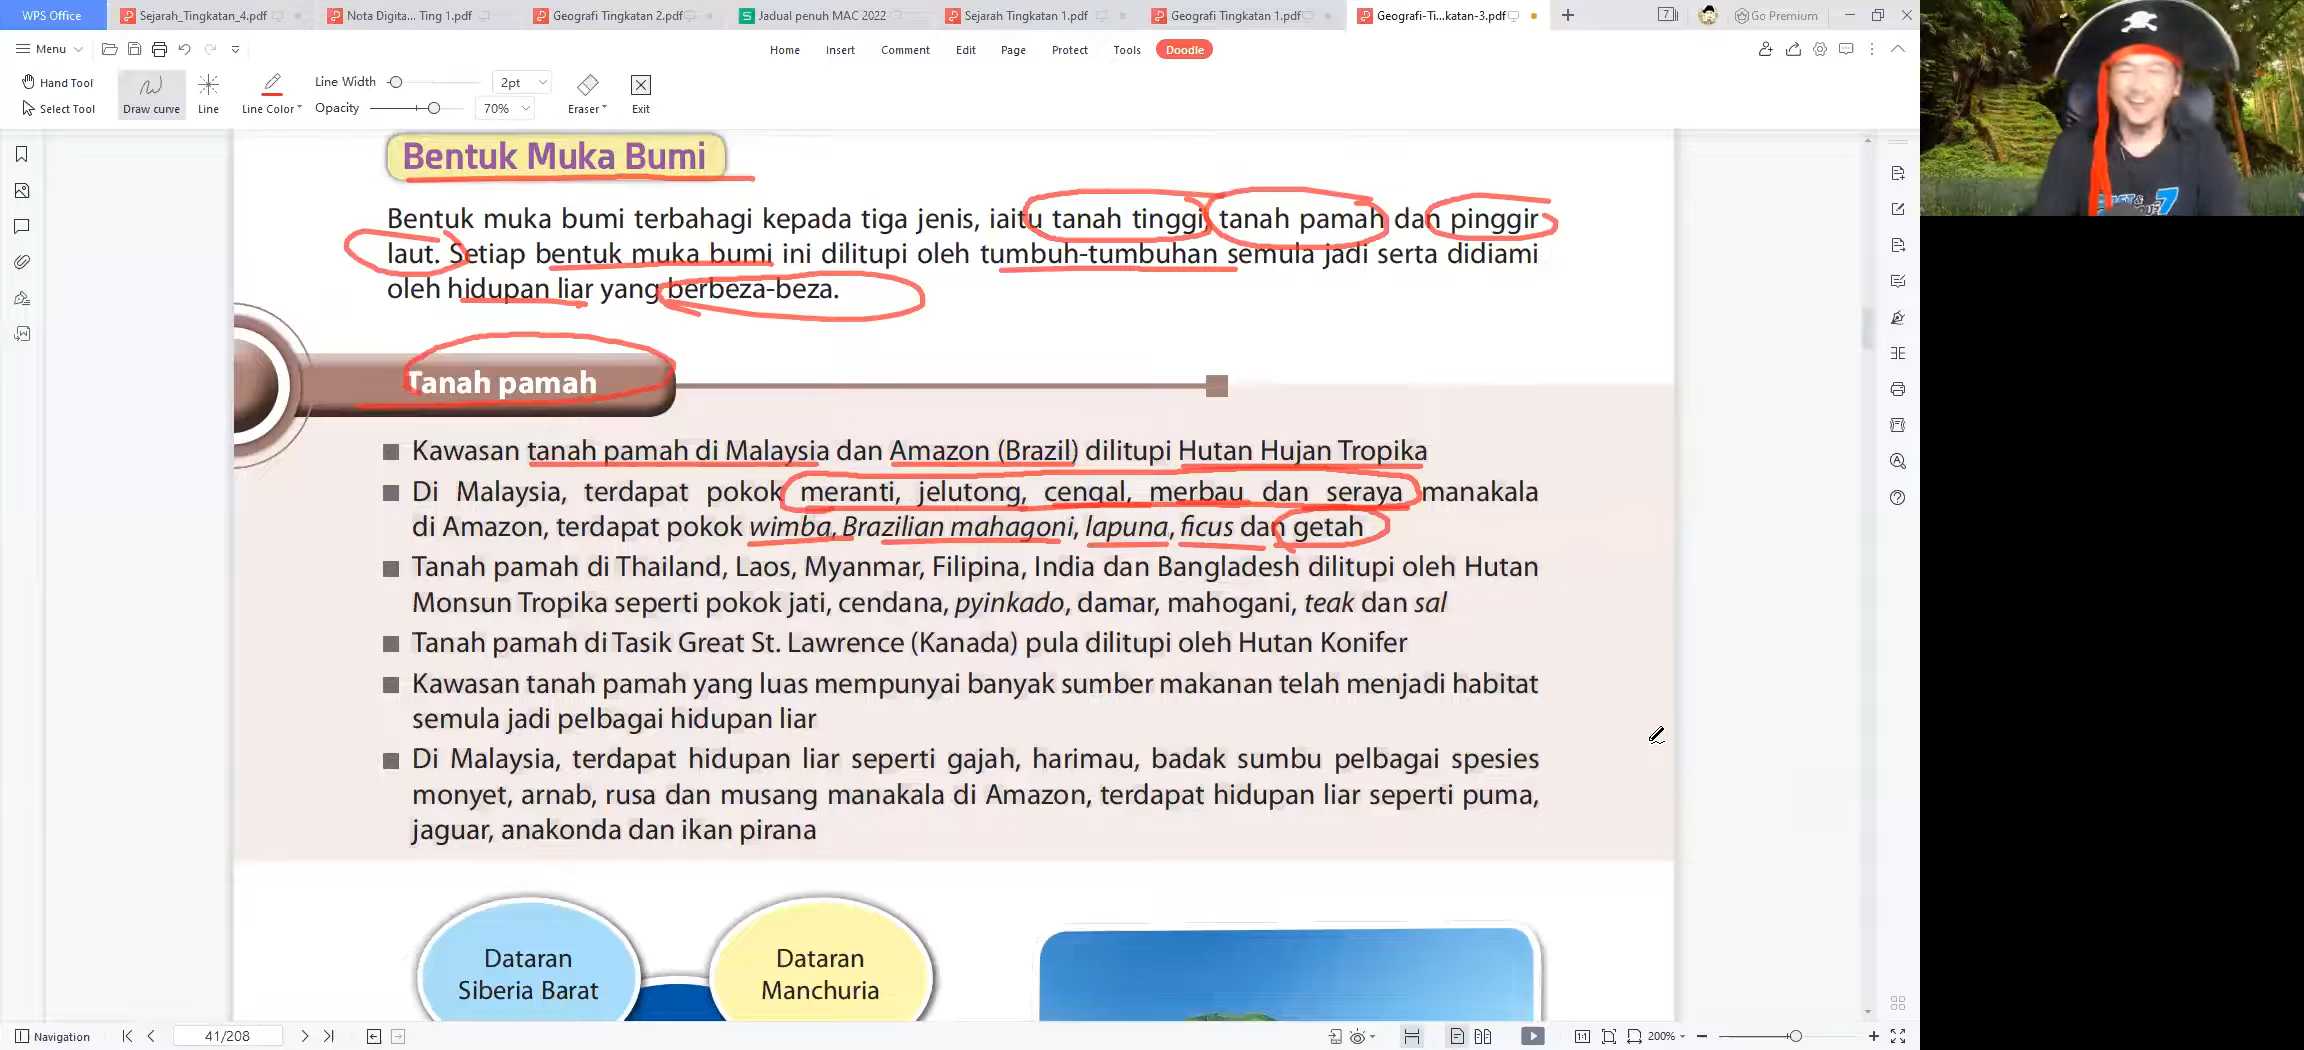 WPS Office
Sejarah_Tingkatan_4.pdf
Nota Digita... Ting 1.pdf
Geografi Tingkatan 2.pdf
Jadual penuh MAC 2022
Sejarah Tingkatan 1.pdf
Geografi Tingkatan 1.pdf
Geografi-Ti...katan-3.pdf
7
Go Premium
Menu
Home Insert Comment Edit Page Protect Tools Doodle
Hand Tool
Select Tool
Draw curve
Line
Line Color
Line Width 2pt
Opacity 70%
Eraser
Exit
Bentuk Muka Bumi
Bentuk muka bumi terbahagi kepada tiga jenis, iaitu tanah tinggi, tanah pamah dan pinggir
laut. Setiap bentuk muka bumi ini dilitupi oleh tumbuh-tumbuhan semula jadi serta didiami
oleh hidupan liar yang berbeza-beza.
Tanah pamah
■ Kawasan tanah pamah di Malaysia dan Amazon (Brazil) dilitupi Hutan Hujan Tropika
■ Di Malaysia, terdapat pokok meranti, jelutong, cengal, merbau dan seraya manakala
di Amazon, terdapat pokok wimba, Brazilian mahagoni, lapuna, ficus dan getah
■ Tanah pamah di Thailand, Laos, Myanmar, Filipina, India dan Bangladesh dilitupi oleh Hutan
Monsun Tropika seperti pokok jati, cendana, pyinkado, damar, mahogani, teak dan sal
■ Tanah pamah di Tasik Great St. Lawrence (Kanada) pula dilitupi oleh Hutan Konifer
■ Kawasan tanah pamah yang luas mempunyai banyak sumber makanan telah menjadi habitat
semula jadi pelbagai hidupan liar
■ Di Malaysia, terdapat hidupan liar seperti gajah, harimau, badak sumbu pelbagai spesies
monyet, arnab, rusa dan musang manakala di Amazon, terdapat hidupan liar seperti puma,
jaguar, anakonda dan ikan pirana
Dataran
Siberia Barat
Dataran
Manchuria
Navigation
41/208
200%